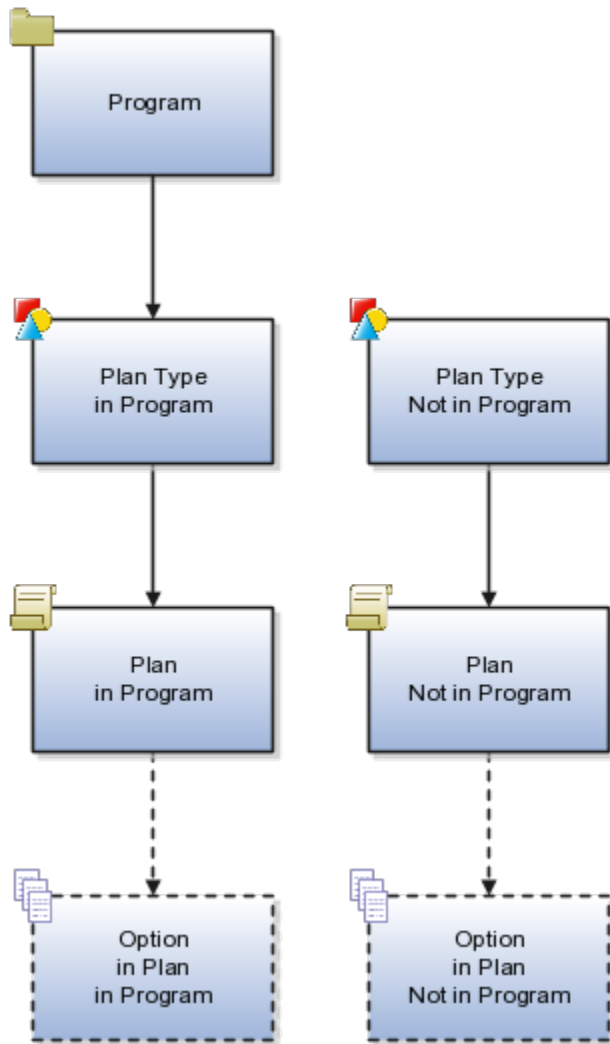 Program
Plan Type
in Program
Plan Type
Not in Program
Plan
in Program
Plan
Not in Program
Option
in Plan
in Program
Option
in Plan
Not in Program